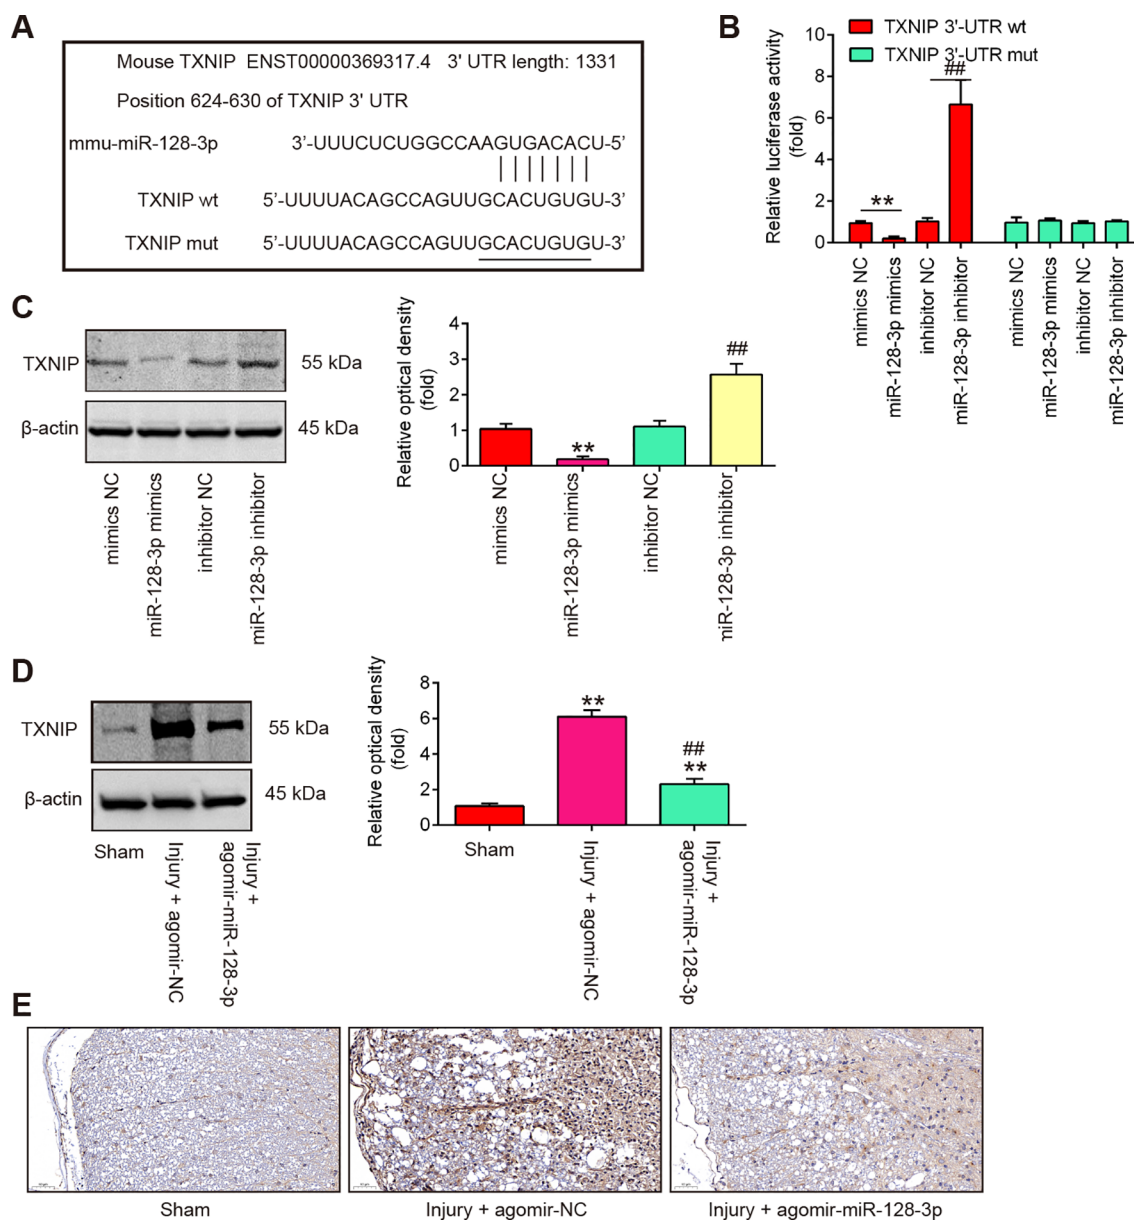 A
Mouse TXNIP ENST00000369317.4 3' UTR length: 1331
Position 624-630 of TXNIP 3' UTR
mmu-miR-128-3p 3'-UUUCUCUGGCCAAGUGACACU-5'
TXNIP wt 5'-UUUUACAGCCAGUUGCACUGUGU-3'
TXNIP mut 5'-UUUUACAGCCAGUUGCACUGUGU-3'
B
TXNIP 3'-UTR wt
TXNIP 3'-UTR mut
Relative luciferase activity
(fold)
10
8
6
4
2
0
**
##
mimics NC
miR-128-3p mimics
inhibitor NC
miR-128-3p inhibitor
mimics NC
miR-128-3p mimics
inhibitor NC
miR-128-3p inhibitor
C
TXNIP
55 kDa
β-actin
45 kDa
mimics NC
miR-128-3p mimics
inhibitor NC
miR-128-3p inhibitor
Relative optical density
(fold)
4
3
2
1
0
**
##
mimics NC
miR-128-3p mimics
inhibitor NC
miR-128-3p inhibitor
D
TXNIP
55 kDa
β-actin
45 kDa
Sham
Injury + agomir-NC
Injury +
agomir-miR-128-3p
Relative optical density
(fold)
8
6
4
2
0
**
##
**
Sham
Injury + agomir-NC
Injury +
agomir-miR-128-3p
E
Sham
Injury + agomir-NC
Injury + agomir-miR-128-3p